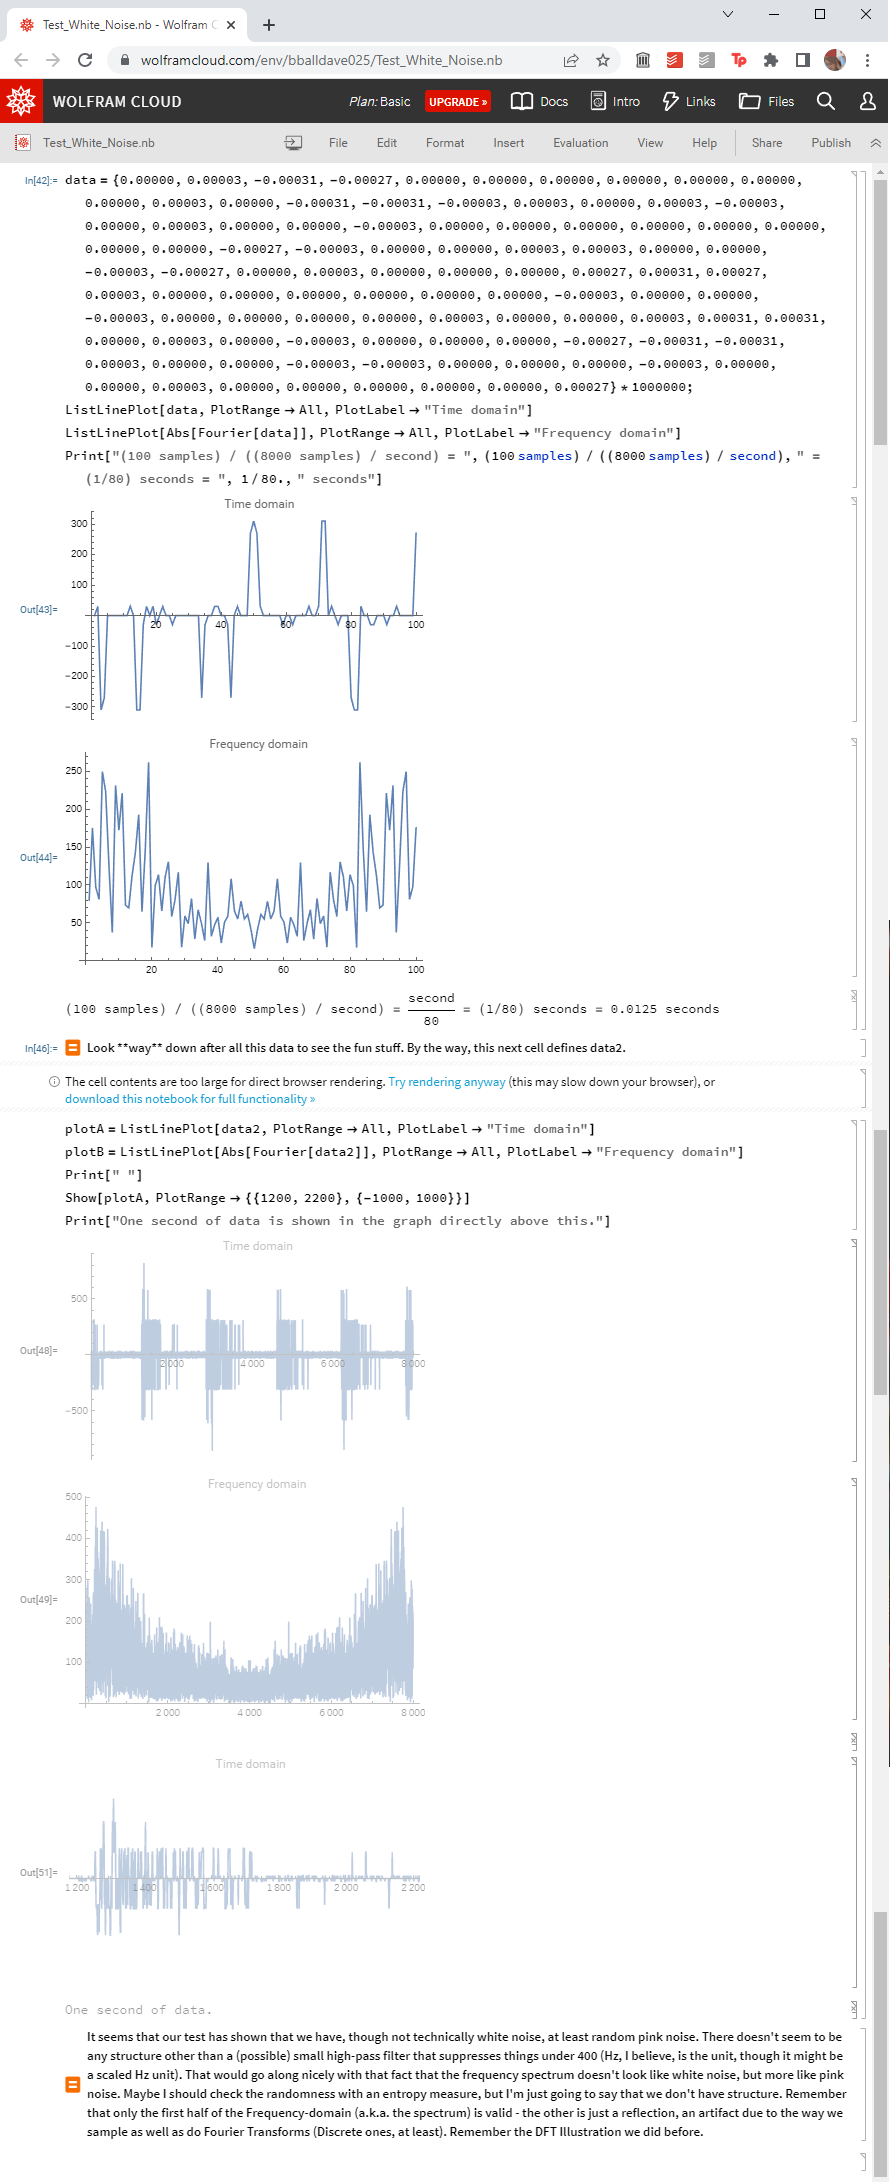 Test_White_Noise.nb - Wolfram C
wolframcloud.com/env/bballdave025/Test_White_Noise.nb
WOLFRAM CLOUD
Plan: Basic
UPGRADE »
Docs
Intro
Links
Files
Test_White_Noise.nb
File
Edit
Format
Insert
Evaluation
View
Help
Share
Publish
In[42]:= data = {0.00000, 0.00003, -0.00031, -0.00027, 0.00000, 0.00000, 0.00000, 0.00000, 0.00000, 0.00000,
0.00000, 0.00003, 0.00000, -0.00031, -0.00031, -0.00003, 0.00003, 0.00000, 0.00003, -0.00003,
0.00000, 0.00003, 0.00000, 0.00000, -0.00003, 0.00000, 0.00000, 0.00000, 0.00000, 0.00000,
0.00000, 0.00000, -0.00027, -0.00003, 0.00000, 0.00000, 0.00003, 0.00003, 0.00000, 0.00000,
-0.00003, -0.00027, 0.00000, 0.00003, 0.00000, 0.00000, 0.00000, 0.00027, 0.00031, 0.00027,
0.00003, 0.00000, 0.00000, 0.00000, 0.00000, 0.00000, 0.00000, -0.00003, 0.00000, 0.00000,
-0.00003, 0.00000, 0.00000, 0.00000, 0.00000, 0.00003, 0.00000, 0.00000, 0.00003, 0.00031, 0.00031,
0.00000, 0.00003, 0.00000, -0.00003, 0.00000, 0.00000, 0.00000, -0.00027, -0.00031, -0.00031,
0.00003, 0.00000, 0.00000, -0.00003, -0.00003, 0.00000, 0.00000, 0.00000, -0.00003, 0.00000,
0.00000, 0.00003, 0.00000, 0.00000, 0.00000, 0.00000, 0.00000, 0.00027} * 1000000;
ListLinePlot[data, PlotRange → All, PlotLabel → "Time domain"]
ListLinePlot[Abs[Fourier[data]], PlotRange → All, PlotLabel → "Frequency domain"]
Print["(100 samples) / ((8000 samples) / second) = ", (100 samples) / ((8000 samples) / second), " =
(1/80) seconds = ", 1 / 80., " seconds"]
Time domain
300
200
100
Out[43]=
20 40 60 80 100
-100
-200
-300
Frequency domain
250
200
150
Out[44]=
100
50
20 40 60 80 100
(100 samples) / ((8000 samples) / second) = second/80 = (1/80) seconds = 0.0125 seconds
In[46]:= Look **way** down after all this data to see the fun stuff. By the way, this next cell defines data2.
The cell contents are too large for direct browser rendering. Try rendering anyway (this may slow down your browser), or
download this notebook for full functionality »
plotA = ListLinePlot[data2, PlotRange → All, PlotLabel → "Time domain"]
plotB = ListLinePlot[Abs[Fourier[data2]], PlotRange → All, PlotLabel → "Frequency domain"]
Print[" "]
Show[plotA, PlotRange → {{1200, 2200}, {-1000, 1000}}]
Print["One second of data is shown in the graph directly above this."]
Time domain
500
Out[48]=
2000 4000 6000 8000
-500
Frequency domain
500
400
300
Out[49]=
200
100
2000 4000 6000 8000
Time domain
Out[51]=
1200 1400 1600 1800 2000 2200
One second of data.
It seems that our test has shown that we have, though not technically white noise, at least random pink noise. There doesn't seem to be
any structure other than a (possible) small high-pass filter that suppresses things under 400 (Hz, I believe, is the unit, though it might be
a scaled Hz unit). That would go along nicely with that fact that the frequency spectrum doesn't look like white noise, but more like pink
noise. Maybe I should check the randomness with an entropy measure, but I'm just going to say that we don't have structure. Remember
that only the first half of the Frequency-domain (a.k.a. the spectrum) is valid - the other is just a reflection, an artifact due to the way we
sample as well as do Fourier Transforms (Discrete ones, at least). Remember the DFT Illustration we did before.